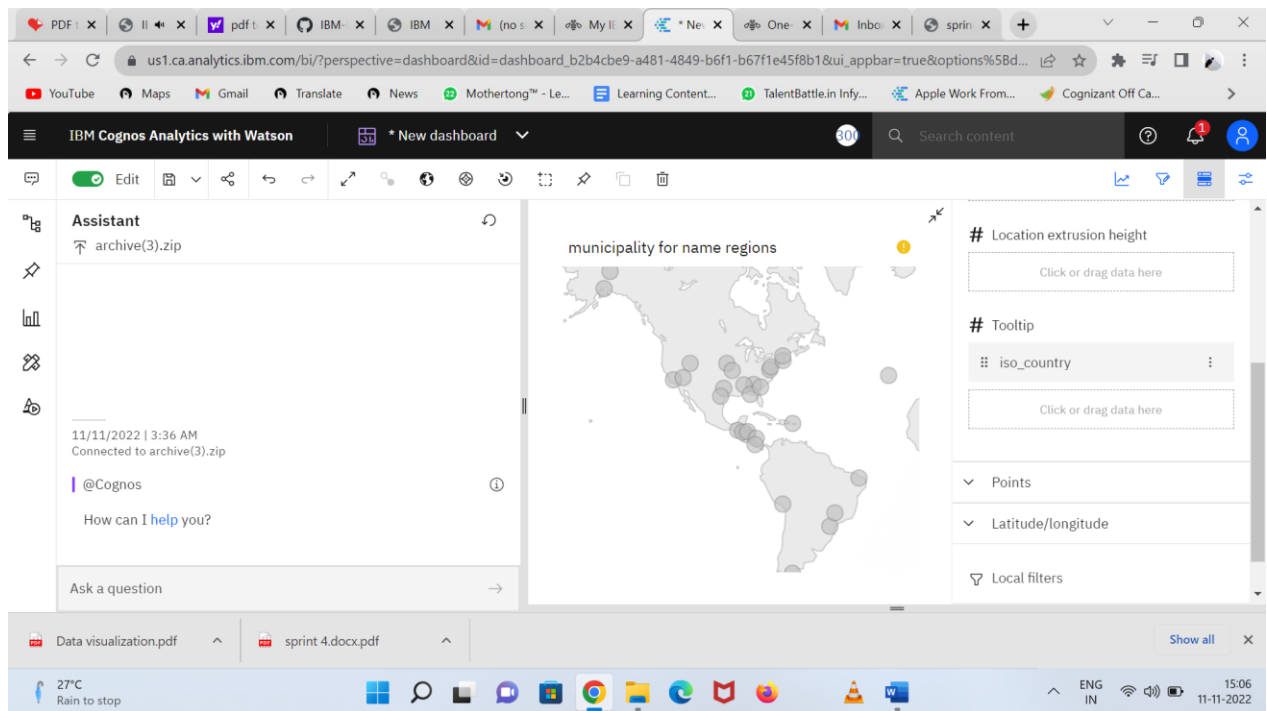 PDF t
II
pdf t
IBM-
IBM
(no s
My IE
* Nev
One-
Inbo
sprin
us1.ca.analytics.ibm.com/bi/?perspective=dashboard&id=dashboard_b2b4cbe9-a481-4849-b6f1-b67f1e45f8b1&ui_appbar=true&options%5Bd...
YouTube
Maps
Gmail
Translate
News
Mothertong™ - Le...
Learning Content...
TalentBattle.in Infy...
Apple Work From...
Cognizant Off Ca...
IBM Cognos Analytics with Watson
* New dashboard
Search content
1
Edit
Assistant
archive(3).zip
11/11/2022 | 3:36 AM
Connected to archive(3).zip
@Cognos
How can I help you?
Ask a question
municipality for name regions
# Location extrusion height
Click or drag data here
# Tooltip
iso_country
Click or drag data here
Points
Latitude/longitude
Local filters
Data visualization.pdf
sprint 4.docx.pdf
Show all
27°C
Rain to stop
ENG
IN
15:06
11-11-2022